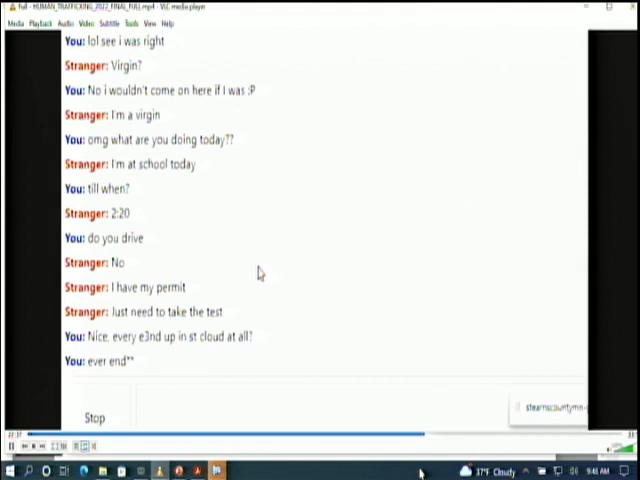 Full - HUMAN_TRAFFICKING_2022_FINAL_FULL.mp4 - VLC media player
Media Playback Audio Video Subtitle Tools View Help
You: lol see i was right
Stranger: Virgin?
You: No i wouldn't come on here if I was :P
Stranger: I'm a virgin
You: omg what are you doing today??
Stranger: I'm at school today
You: till when?
Stranger: 2:20
You: do you drive
Stranger: No
Stranger: I have my permit
Stranger: Just need to take the test
You: Nice, every e3nd up in st cloud at all?
You: ever end**
Stop
stearnscountymn-
37°F Cloudy
9:48 AM